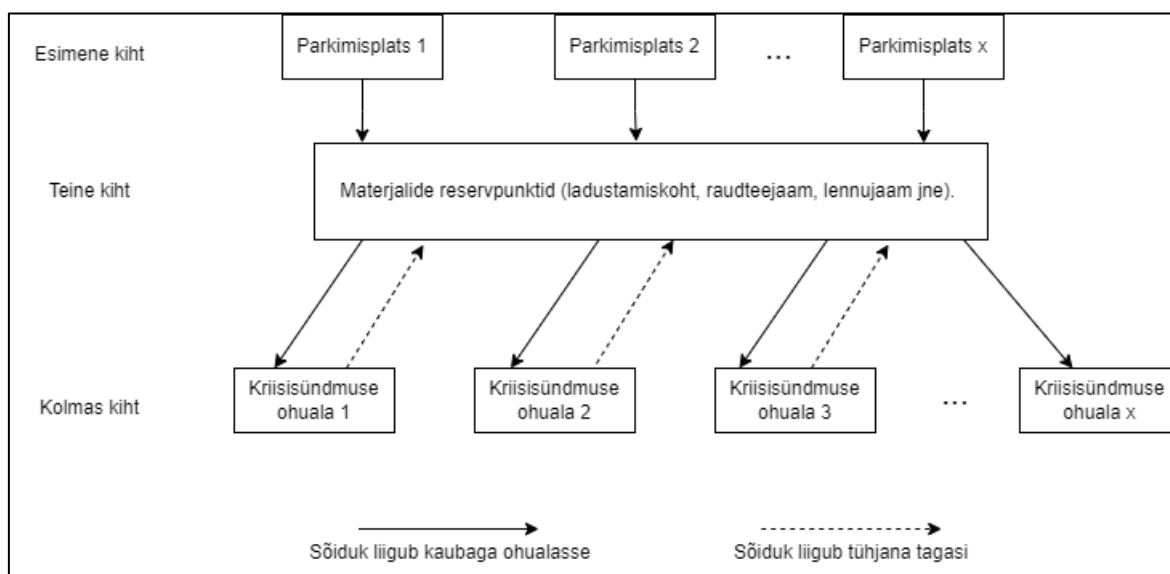 Esimene kiht
Parkimisplats 1
Parkimisplats 2
...
Parkimisplats x
Teine kiht
Materjalide reservpunktid (ladustamiskoht, raudteejaam, lennujaam jne).
Kolmas kiht
Kriisisündmuse
ohuala 1
Kriisisündmuse
ohuala 2
Kriisisündmuse
ohuala 3
...
Kriisisündmuse
ohuala x
Sõiduk liigub kaubaga ohualasse
Sõiduk liigub tühjana tagasi